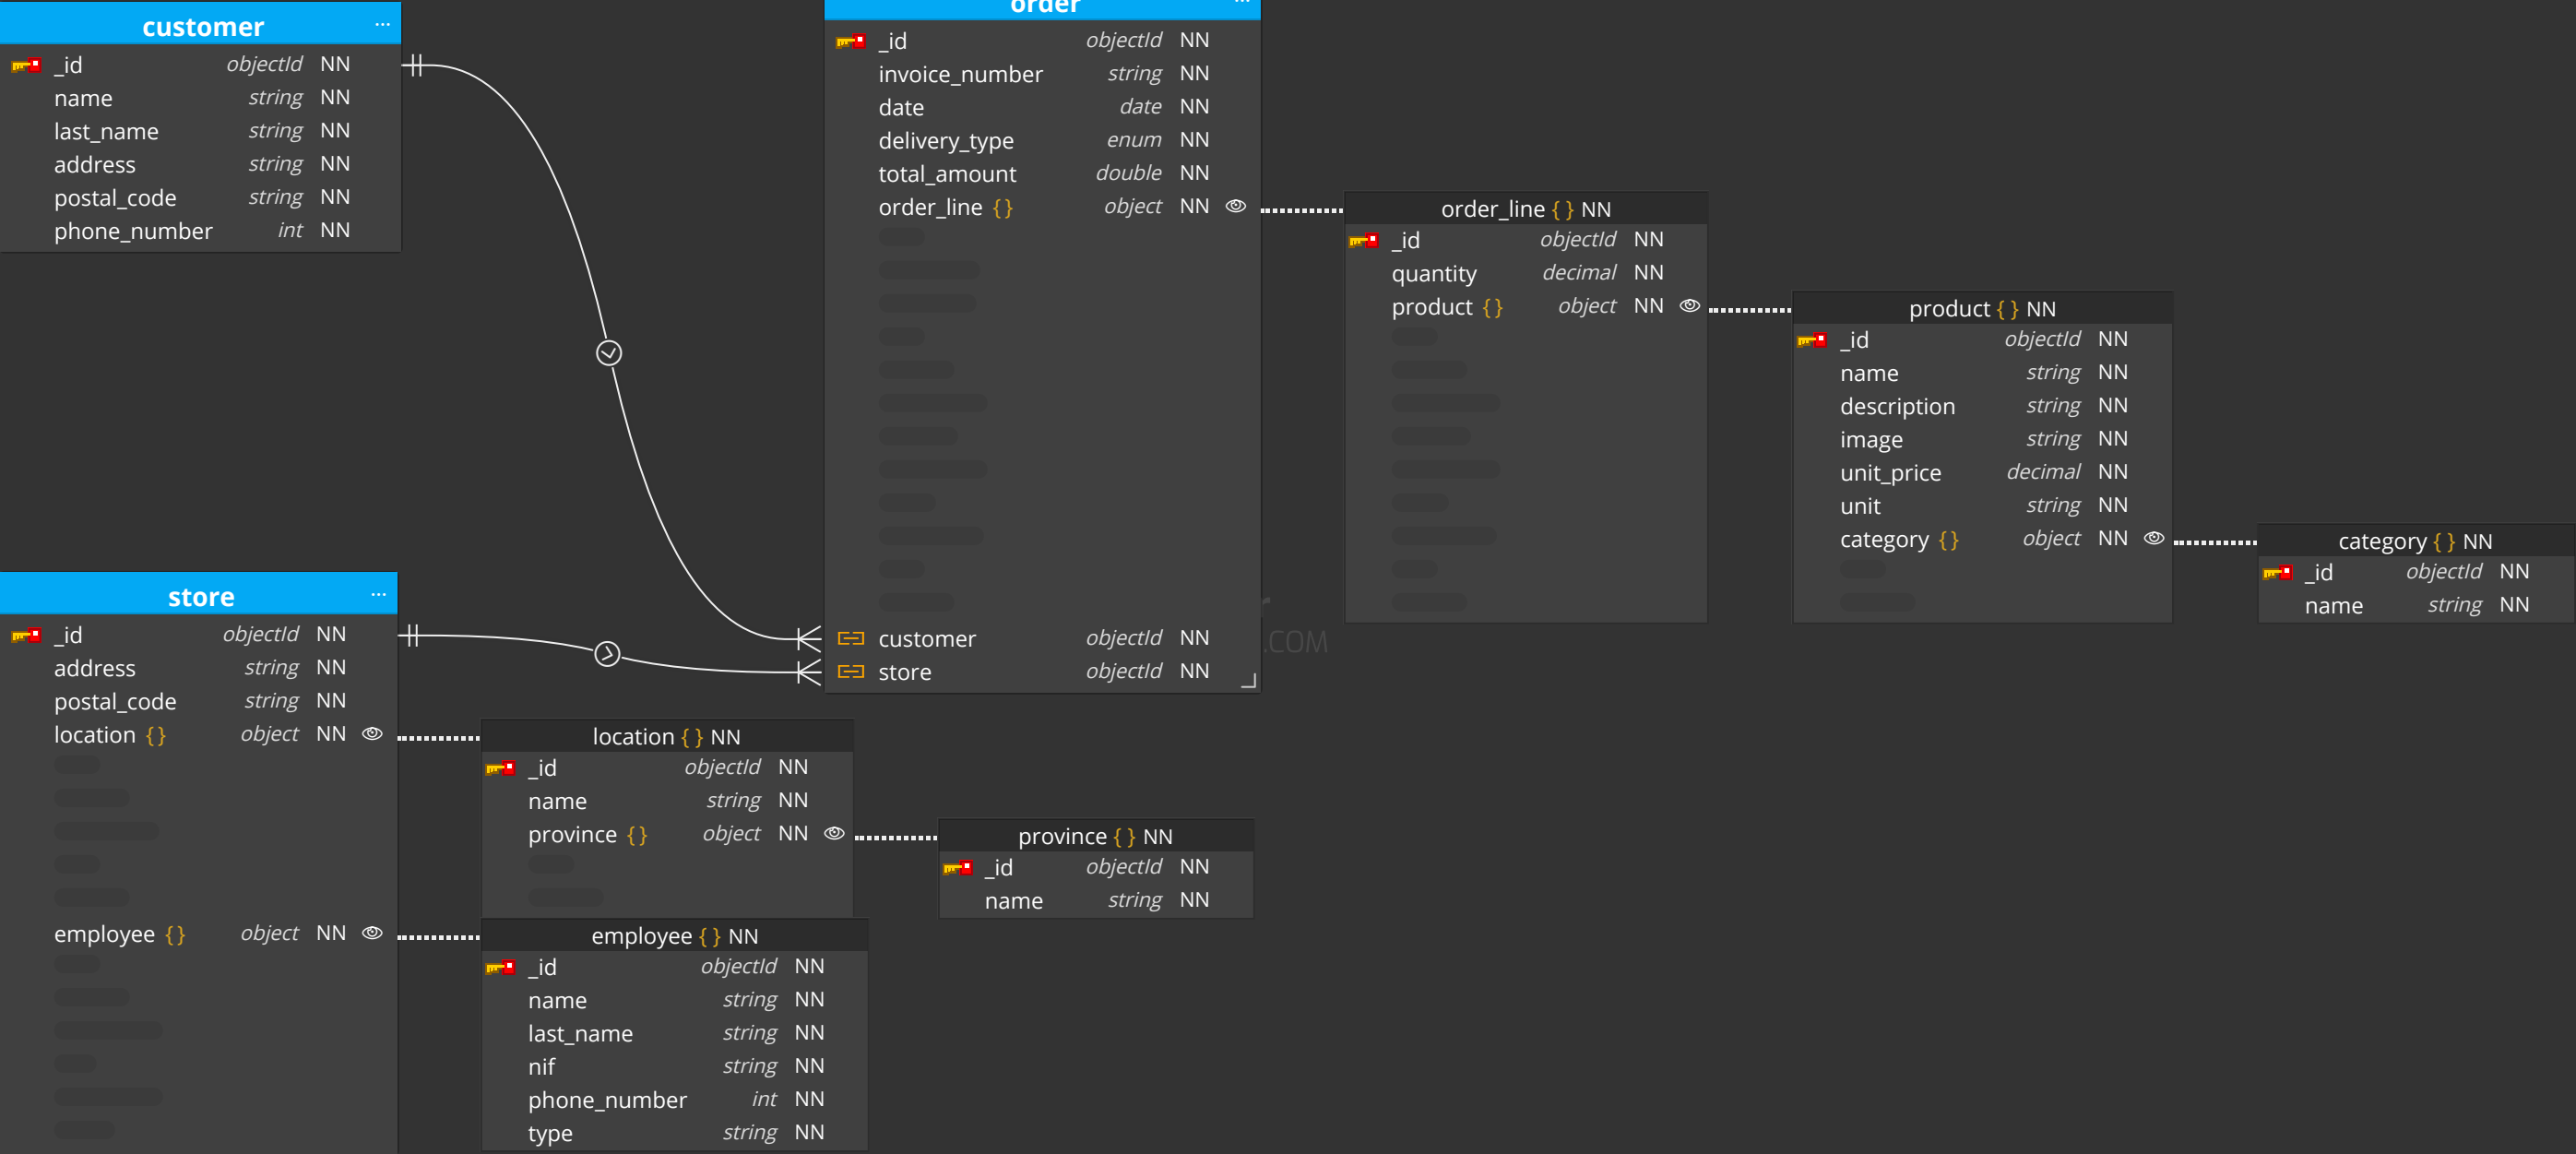 customer ...
_id objectId NN
name string NN
last_name string NN
address string NN
postal_code string NN
phone_number int NN
order ...
_id objectId NN
invoice_number string NN
date date NN
delivery_type enum NN
total_amount double NN
order_line {} object NN
customer objectId NN
store objectId NN
order_line {} NN
_id objectId NN
quantity decimal NN
product {} object NN
product {} NN
_id objectId NN
name string NN
description string NN
image string NN
unit_price decimal NN
unit string NN
category {} object NN
category {} NN
_id objectId NN
name string NN
.COM
store ...
_id objectId NN
address string NN
postal_code string NN
location {} object NN
employee {} object NN
location {} NN
_id objectId NN
name string NN
province {} object NN
province {} NN
_id objectId NN
name string NN
employee {} NN
_id objectId NN
name string NN
last_name string NN
nif string NN
phone_number int NN
type string NN